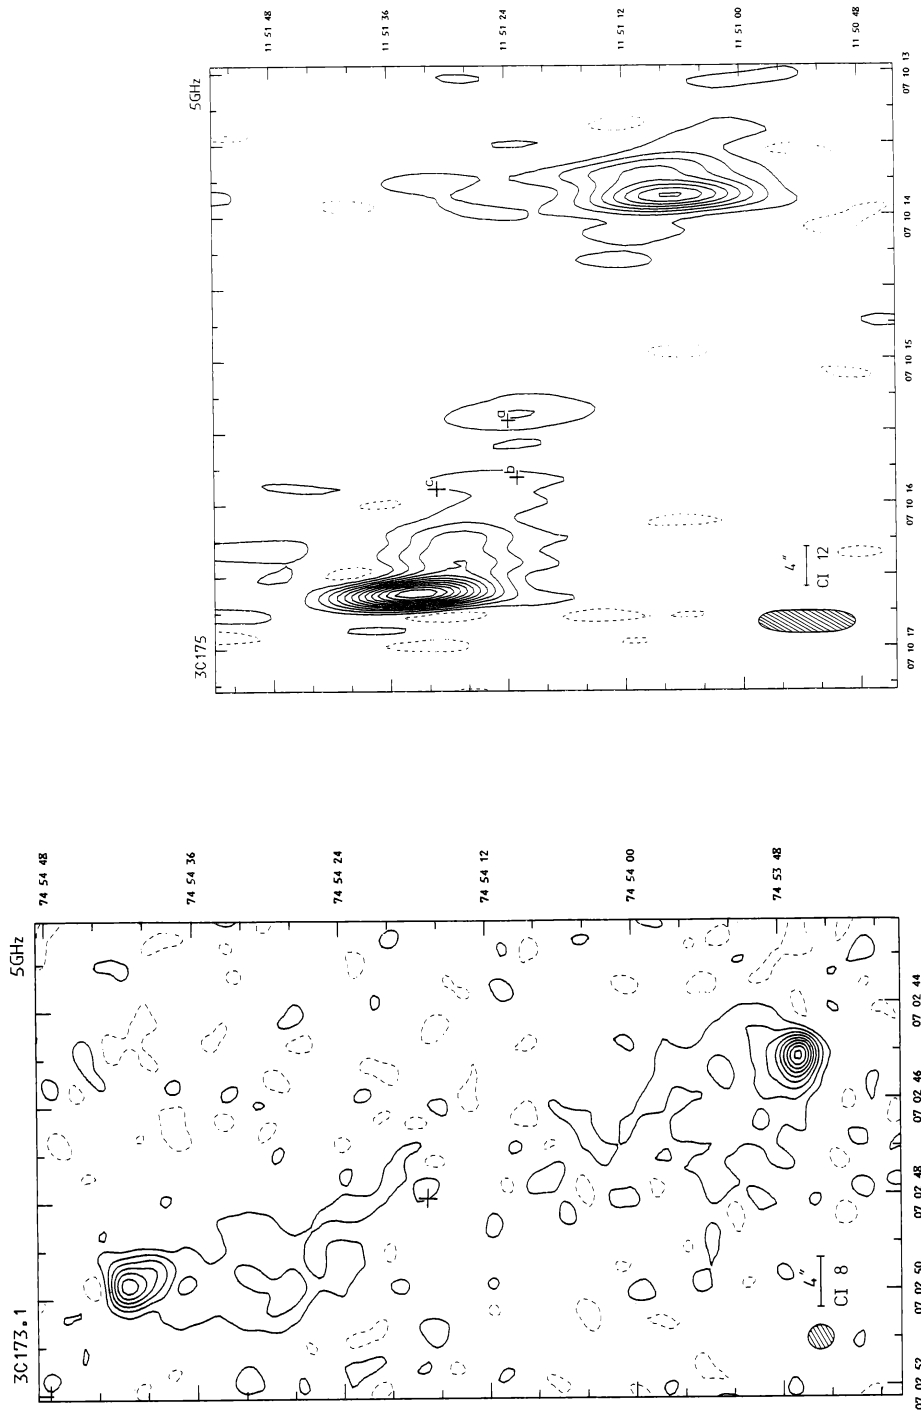 3C175
5GHz
11 51 48
11 51 36
11 51 24
11 51 12
11 51 00
11 50 48
a
b
c
4"
CI 12
07 10 17
07 10 16
07 10 15
07 10 14
07 10 13
3C173.1
5GHz
74 54 48
74 54 36
74 54 24
74 54 12
74 54 00
74 53 48
4"
CI 8
07 02 52
07 02 50
07 02 48
07 02 46
07 02 44